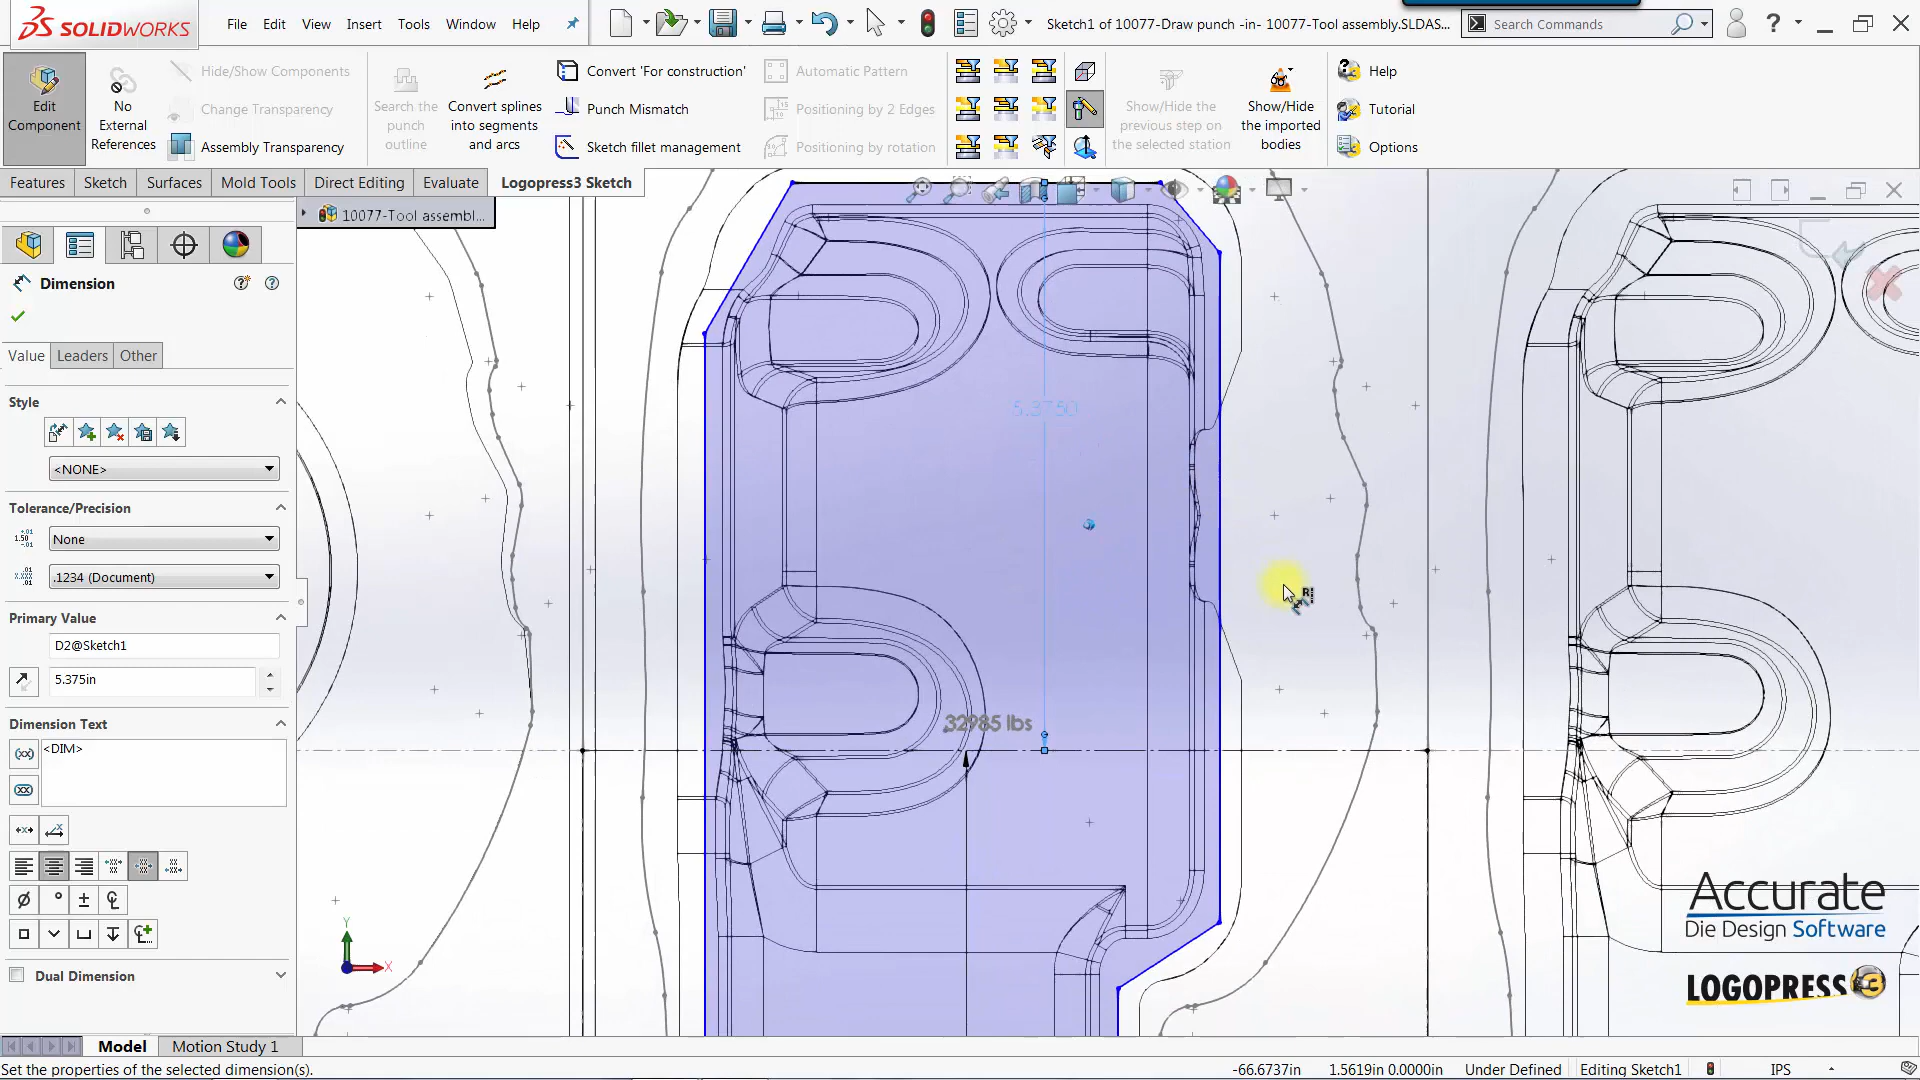 SOLIDWORKS
File Edit View Insert Tools Window Help
Sketch1 of 10077-Draw punch -in- 10077-Tool assembly.SLDAS...
Search Commands
Edit Component
No External References
Hide/Show Components
Change Transparency
Assembly Transparency
Search the punch outline
Convert splines into segments and arcs
Convert 'For construction'
Punch Mismatch
Sketch fillet management
Automatic Pattern
Positioning by 2 Edges
Positioning by rotation
Show/Hide the previous step on the selected station
Show/Hide the imported bodies
Help
Tutorial
Options
Features Sketch Surfaces Mold Tools Direct Editing Evaluate Logopress3 Sketch
10077-Tool assembl...
Dimension
Value Leaders Other
Style
<NONE>
Tolerance/Precision
None
.1234 (Document)
Primary Value
D2@Sketch1
5.375in
Dimension Text
<DIM>
Dual Dimension
5.3750
32985 lbs
Y
X
Accurate
Die Design Software
LOGOPRESS3
Model Motion Study 1
Set the properties of the selected dimension(s).
-66.6737in 1.5619in 0.0000in Under Defined Editing Sketch1 IPS